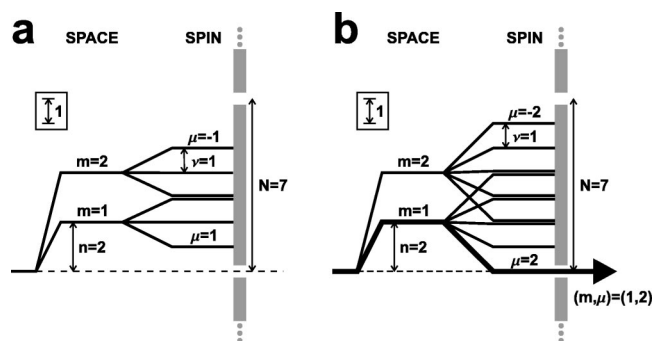 a
SPACE SPIN
1
μ=-1
m=2
ν=1
N=7
m=1
n=2
μ=1
b
SPACE SPIN
1
μ=-2
m=2
ν=1
N=7
m=1
n=2
μ=2
(m,μ)=(1,2)